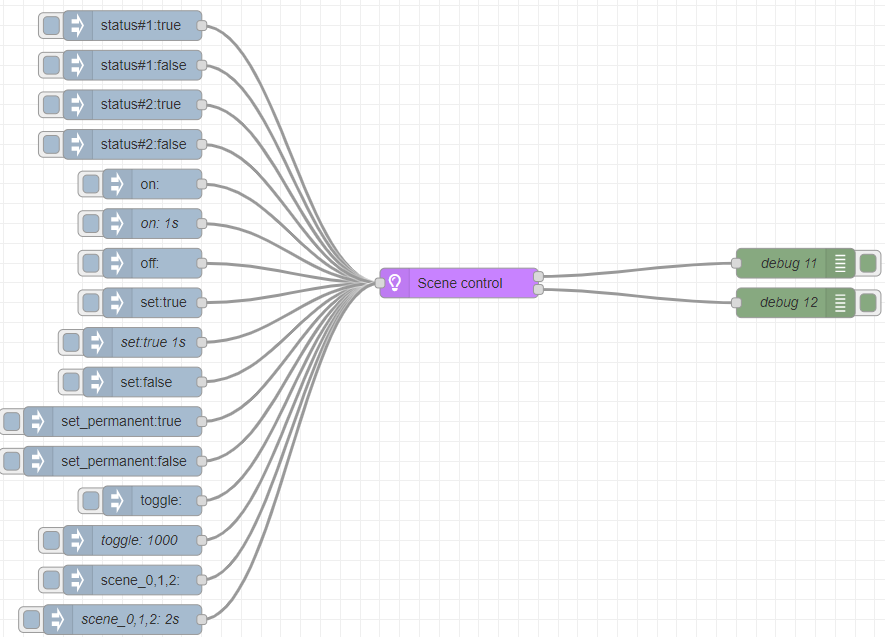 status#1:true
status#1:false
status#2:true
status#2:false
on:
on: 1s
off:
set:true
set:true 1s
set:false
set_permanent:true
set_permanent:false
toggle:
toggle: 1000
scene_0,1,2:
scene_0,1,2: 2s
Scene control
debug 11
debug 12